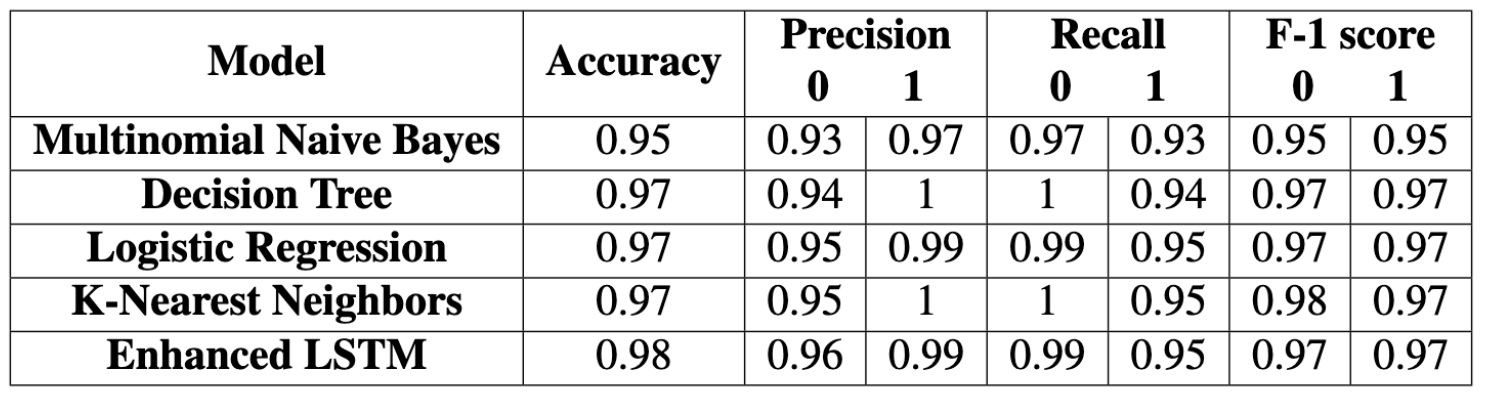 Model Accuracy Precision Recall F-1 score
0 1 0 1 0 1
Multinomial Naive Bayes 0.95 0.93 0.97 0.97 0.93 0.95 0.95
Decision Tree 0.97 0.94 1 1 0.94 0.97 0.97
Logistic Regression 0.97 0.95 0.99 0.99 0.95 0.97 0.97
K-Nearest Neighbors 0.97 0.95 1 1 0.95 0.98 0.97
Enhanced LSTM 0.98 0.96 0.99 0.99 0.95 0.97 0.97